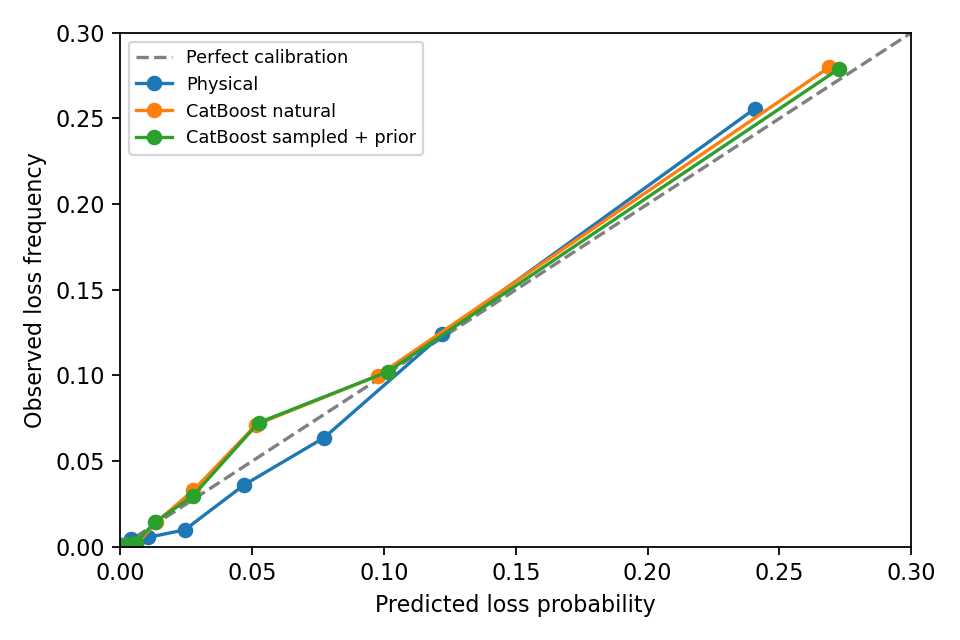 0.30
0.25
0.20
0.15
0.10
0.05
0.00
Observed loss frequency
Perfect calibration
Physical
CatBoost natural
CatBoost sampled + prior
0.00 0.05 0.10 0.15 0.20 0.25 0.30
Predicted loss probability